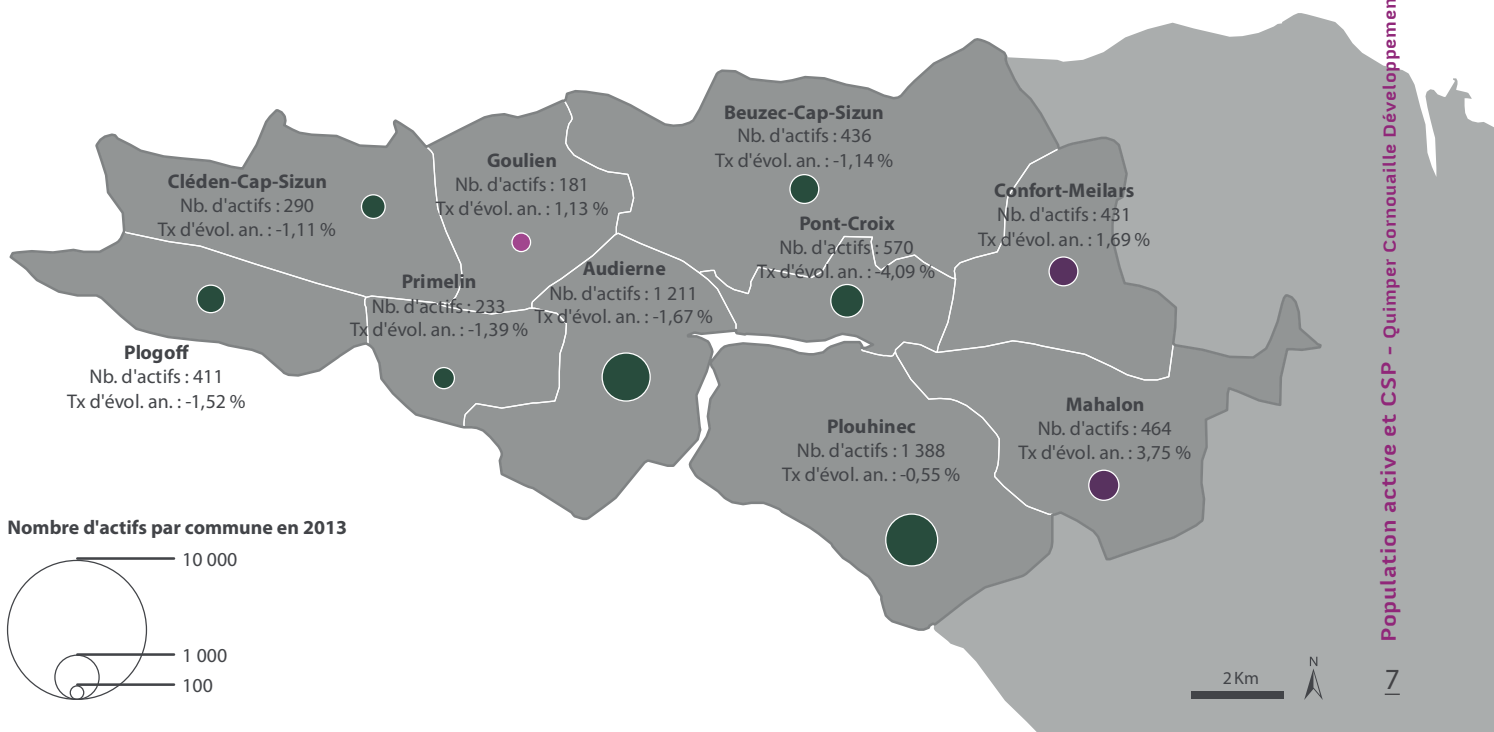 Beuzec-Cap-Sizun
Nb. d'actifs : 436
Tx d'évol. an. : -1,14 %
Goulien
Nb. d'actifs : 181
Tx d'évol. an. : 1,13 %
Cléden-Cap-Sizun
Nb. d'actifs : 290
Tx d'évol. an. : -1,11 %
Confort-Meilars
Nb. d'actifs : 431
Tx d'évol. an. : 1,69 %
Pont-Croix
Nb. d'actifs : 570
Tx d'évol. an. : -4,09 %
Audierne
Nb. d'actifs : 1 211
Tx d'évol. an. : -1,67 %
Primelin
Nb. d'actifs : 233
Tx d'évol. an. : -1,39 %
Plogoff
Nb. d'actifs : 411
Tx d'évol. an. : -1,52 %
Mahalon
Nb. d'actifs : 464
Tx d'évol. an. : 3,75 %
Plouhinec
Nb. d'actifs : 1 388
Tx d'évol. an. : -0,55 %
Nombre d'actifs par commune en 2013
10 000
1 000
100
2 Km
N
Population active et CSP - Quimper Cornouaille Développemen
7